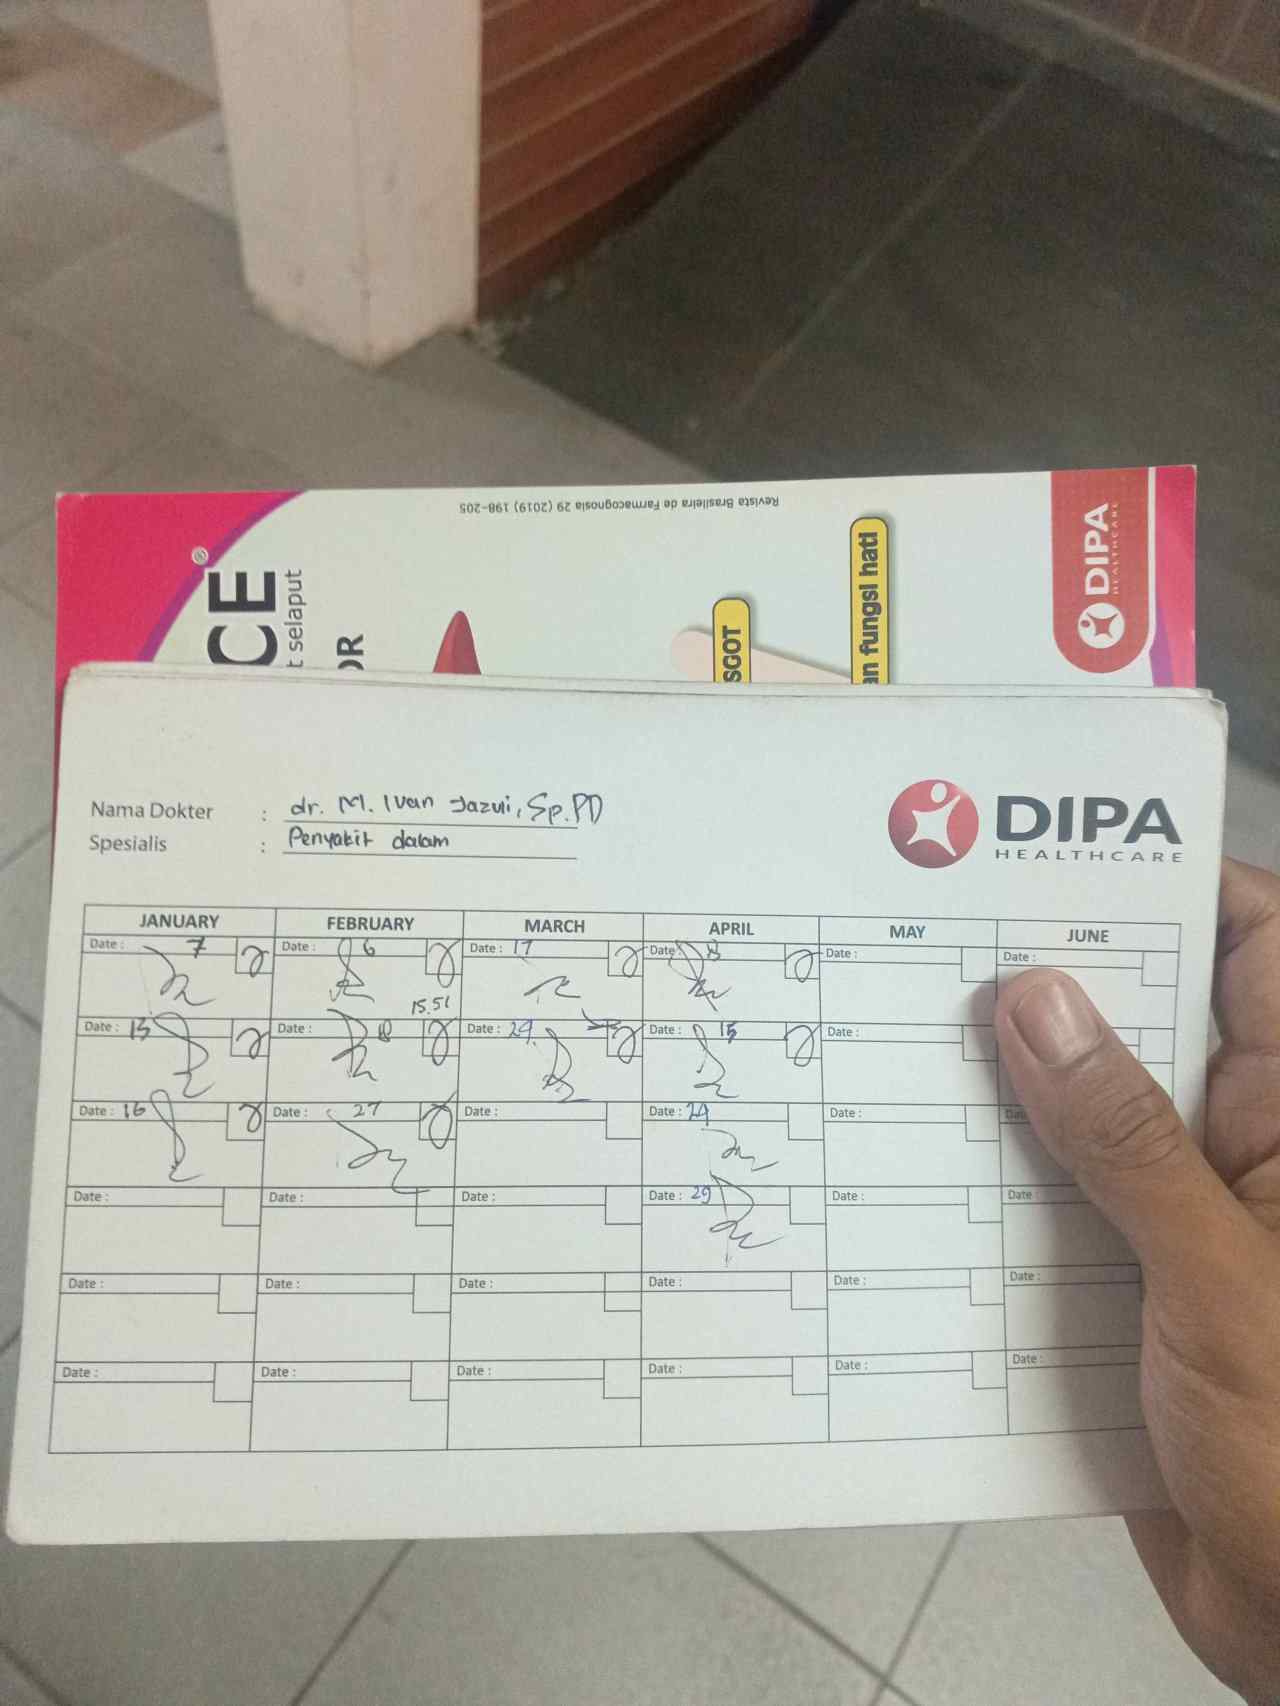 Revista Brasileira de Farmacognosia 29 (2019) 198-205
CE®
t selaput
OR
SGOT
an fungsi hati
DIPA
HEALTHCARE
Nama Dokter : dr. M. Ivan Jazuli, Sp.PD
Spesialis : Penyakit dalam
DIPA
HEALTHCARE
JANUARY FEBRUARY MARCH APRIL MAY JUNE
Date : 7 Date : 6 Date : 17 Date : 8 Date : Date :
15.51
Date : 13 Date : 18 Date : 29 Date : 15 Date :
Date : 16 Date : 27 Date : Date : 24 Date : Date
Date : Date : Date : Date : 29 Date : Date :
Date : Date : Date : Date : Date : Date :
Date : Date : Date : Date : Date : Date :